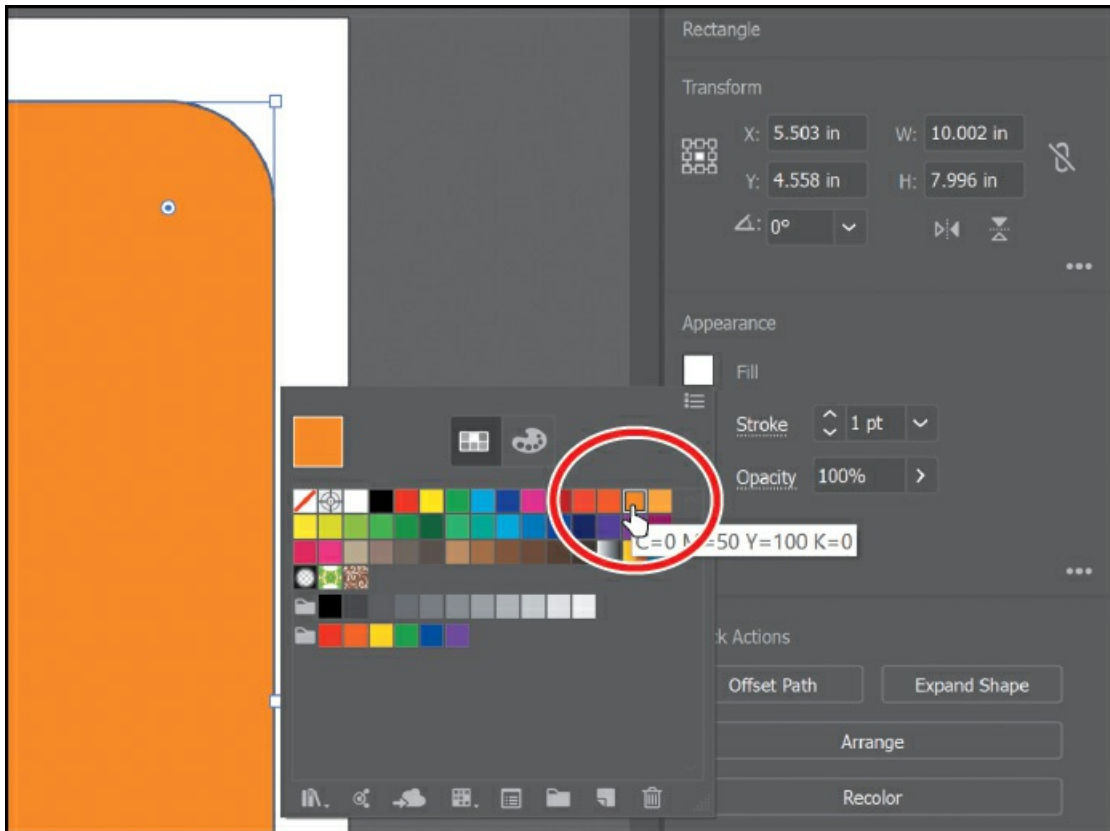 Rectangle
Transform
X: 5.503 in W: 10.002 in
Y: 4.558 in H: 7.996 in
0°
Appearance
Fill
Stroke 1 pt
Opacity 100%
C=0 M=50 Y=100 K=0
k Actions
Offset Path Expand Shape
Arrange
Recolor